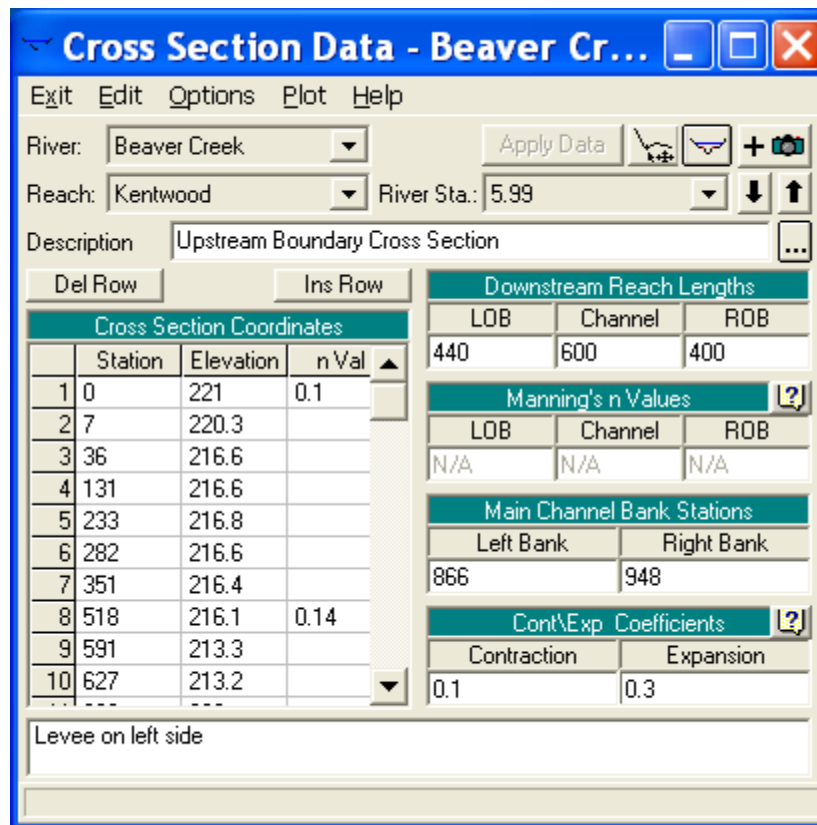 Cross Section Data - Beaver Cr...
Exit Edit Options Plot Help
River: Beaver Creek Apply Data
Reach: Kentwood River Sta.: 5.99
Description Upstream Boundary Cross Section ...
Del Row Ins Row
Cross Section Coordinates
Station Elevation n Val
1 0 221 0.1
2 7 220.3
3 36 216.6
4 131 216.6
5 233 216.8
6 282 216.6
7 351 216.4
8 518 216.1 0.14
9 591 213.3
10 627 213.2
Downstream Reach Lengths
LOB Channel ROB
440 600 400
Manning's n Values
LOB Channel ROB
N/A N/A N/A
Main Channel Bank Stations
Left Bank Right Bank
866 948
Cont\Exp Coefficients
Contraction Expansion
0.1 0.3
Levee on left side